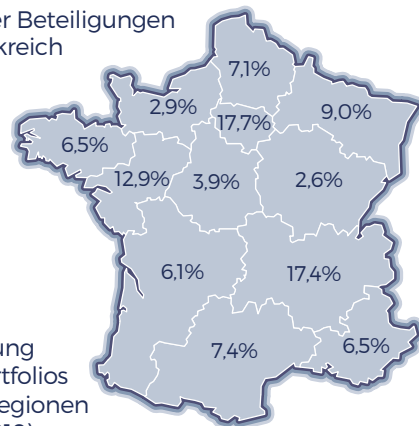 er Beteiligungen
kreich
7,1%
2,9%
17,7%
9,0%
6,5%
12,9%
3,9%
2,6%
6,1%
17,4%
7,4%
6,5%
ung
rtfolios
egionen